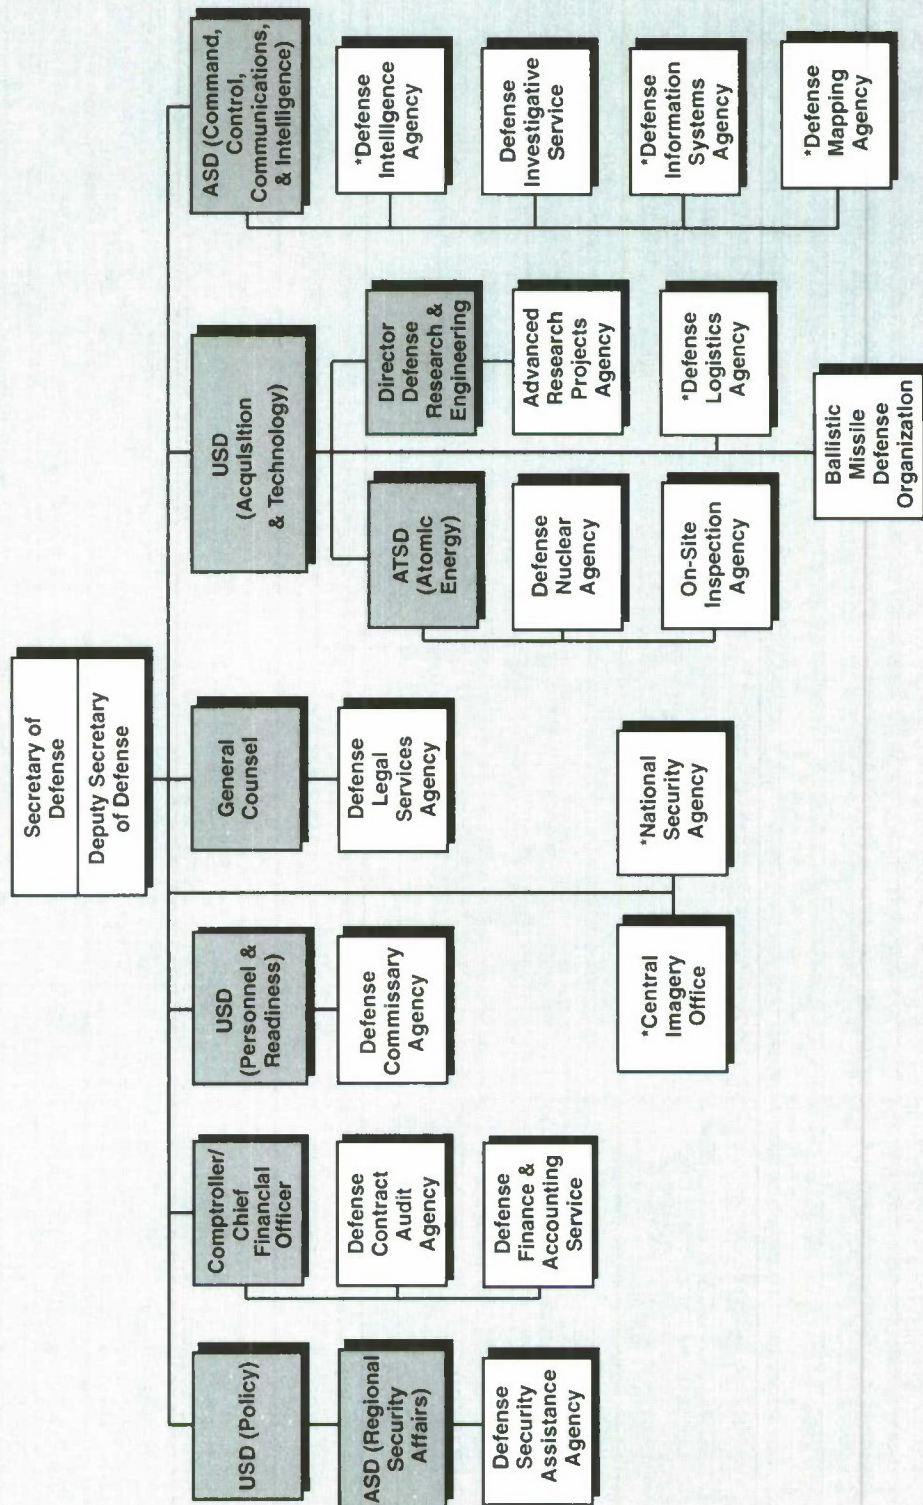 Secretary of
Defense
Deputy Secretary
of Defense
USD (Policy)
ASD (Regional
Security
Affairs)
Defense
Security
Assistance
Agency
Comptroller/
Chief
Financial
Officer
Defense
Contract
Audit
Agency
Defense
Finance &
Accounting
Service
USD
(Personnel &
Readiness)
Defense
Commissary
Agency
*Central
Imagery
Office
*National
Security
Agency
General
Counsel
Defense
Legal
Services
Agency
USD
(Acquisition
& Technology)
ATSD
(Atomic
Energy)
Defense
Nuclear
Agency
On-Site
Inspection
Agency
Director
Defense
Research &
Engineering
Advanced
Research
Projects
Agency
*Defense
Logistics
Agency
Ballistic
Missile
Defense
Organization
ASD (Command,
Control,
Communications,
& Intelligence)
*Defense
Intelligence
Agency
Defense
Investigative
Service
*Defense
Information
Systems
Agency
*Defense
Mapping
Agency